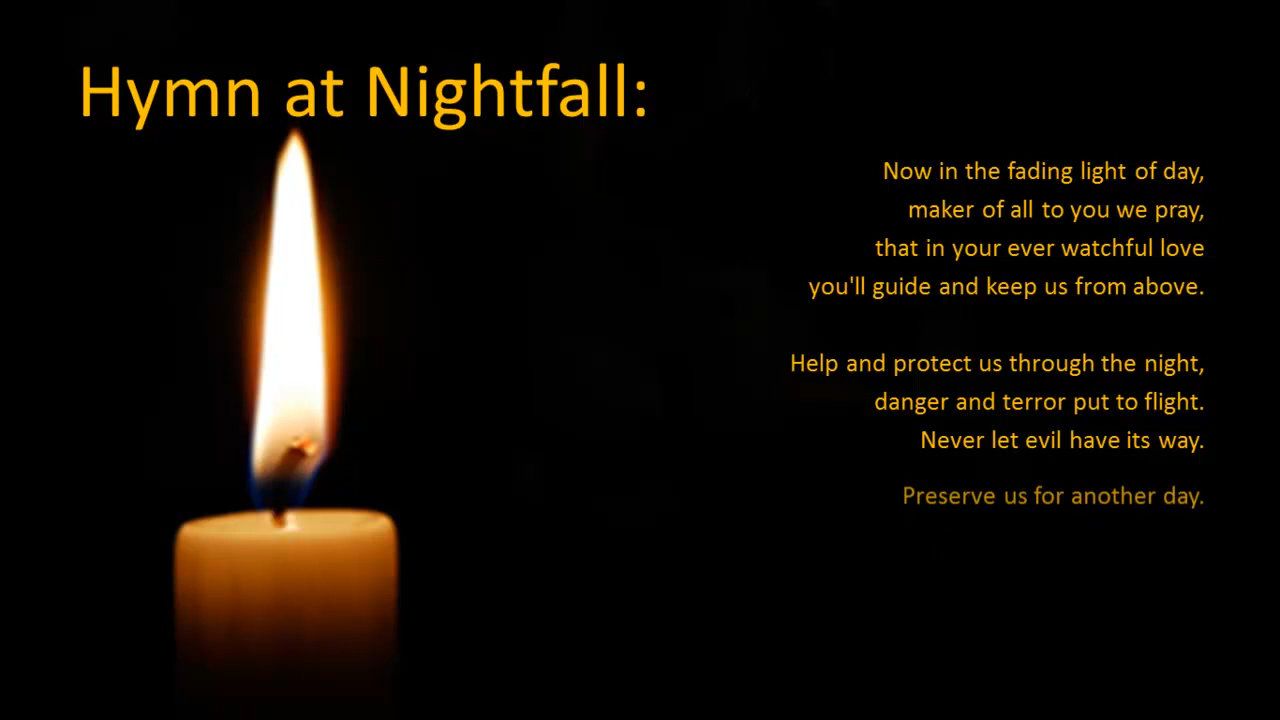 Hymn at Nightfall:
Now in the fading light of day,
maker of all to you we pray,
that in your ever watchful love
you'll guide and keep us from above.
Help and protect us through the night,
danger and terror put to flight.
Never let evil have its way.
Preserve us for another day.